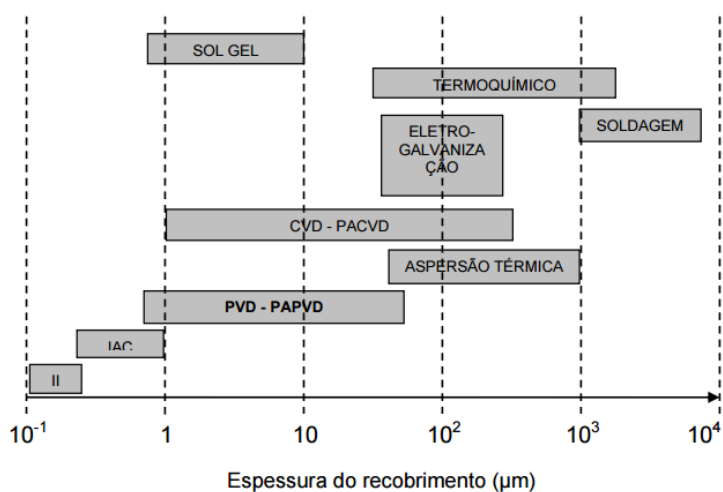 SOL GEL
TERMOQUÍMICO
SOLDAGEM
ELETRO-
GALVANIZA
ÇÃO
CVD - PACVD
ASPERSÃO TÉRMICA
PVD - PAPVD
IAC
II
10⁻¹ 1 10 10² 10³ 10⁴
Espessura do recobrimento (µm)